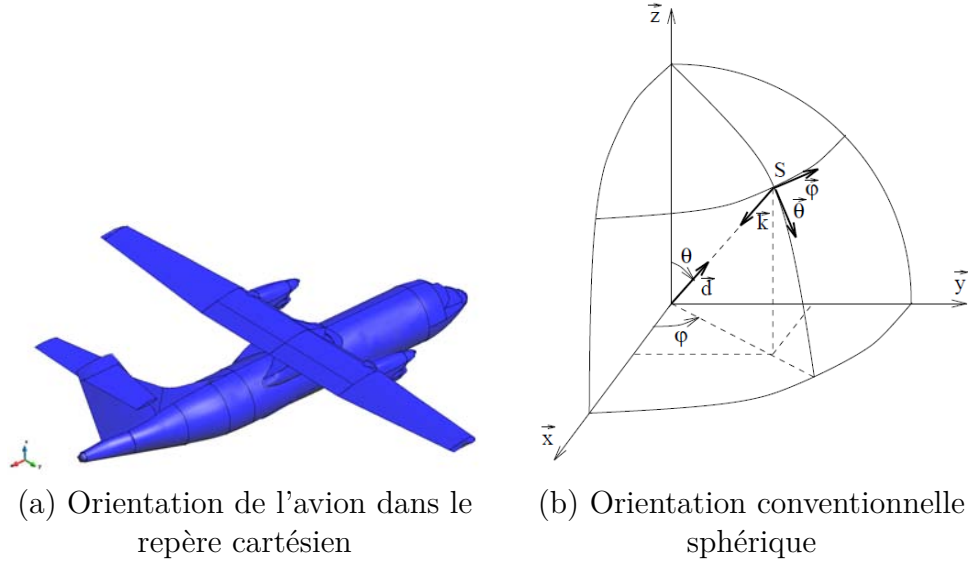 z⃗
S
φ⃗
θ⃗
k⃗
θ
d⃗
y⃗
φ
x⃗
(a) Orientation de l'avion dans le
repère cartésien
(b) Orientation conventionnelle
sphérique